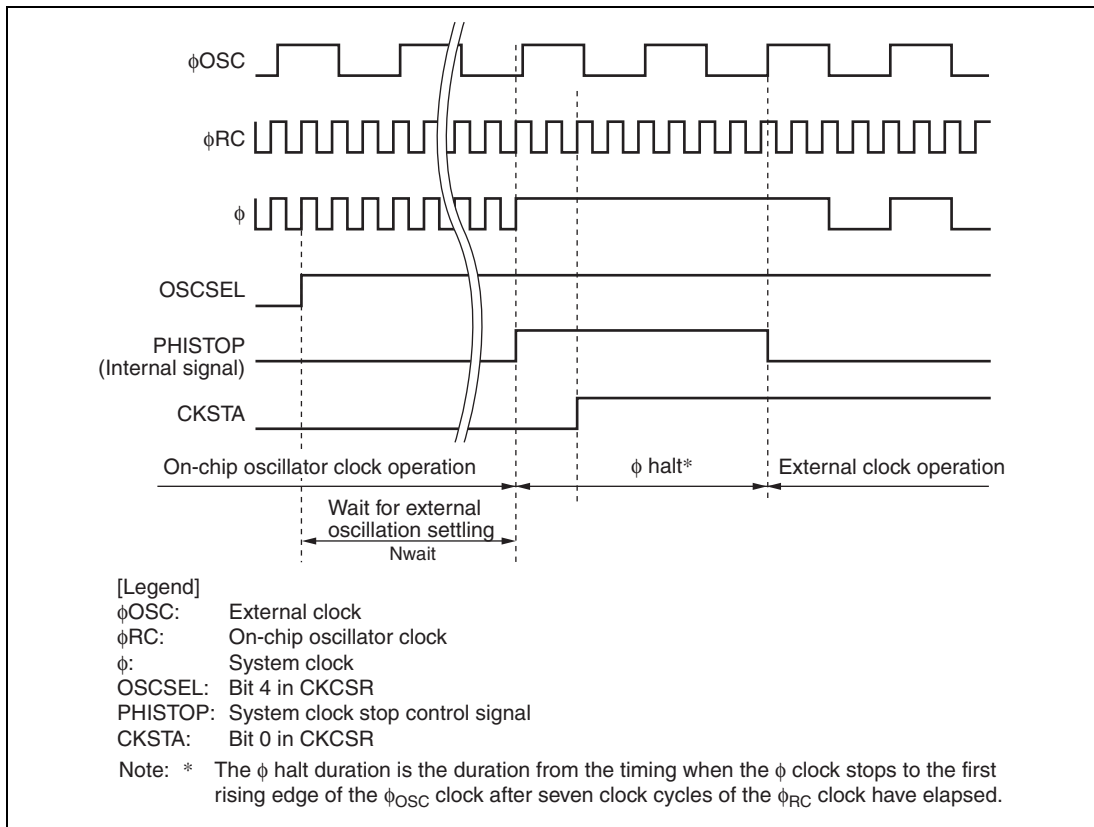 φOSC
φRC
φ
OSCSEL
PHISTOP
(Internal signal)
CKSTA
On-chip oscillator clock operation
φ halt*
External clock operation
Wait for external
oscillation settling
Nwait
[Legend]
φOSC: External clock
φRC: On-chip oscillator clock
φ: System clock
OSCSEL: Bit 4 in CKCSR
PHISTOP: System clock stop control signal
CKSTA: Bit 0 in CKCSR
Note: * The φ halt duration is the duration from the timing when the φ clock stops to the first
rising edge of the φOSC clock after seven clock cycles of the φRC clock have elapsed.